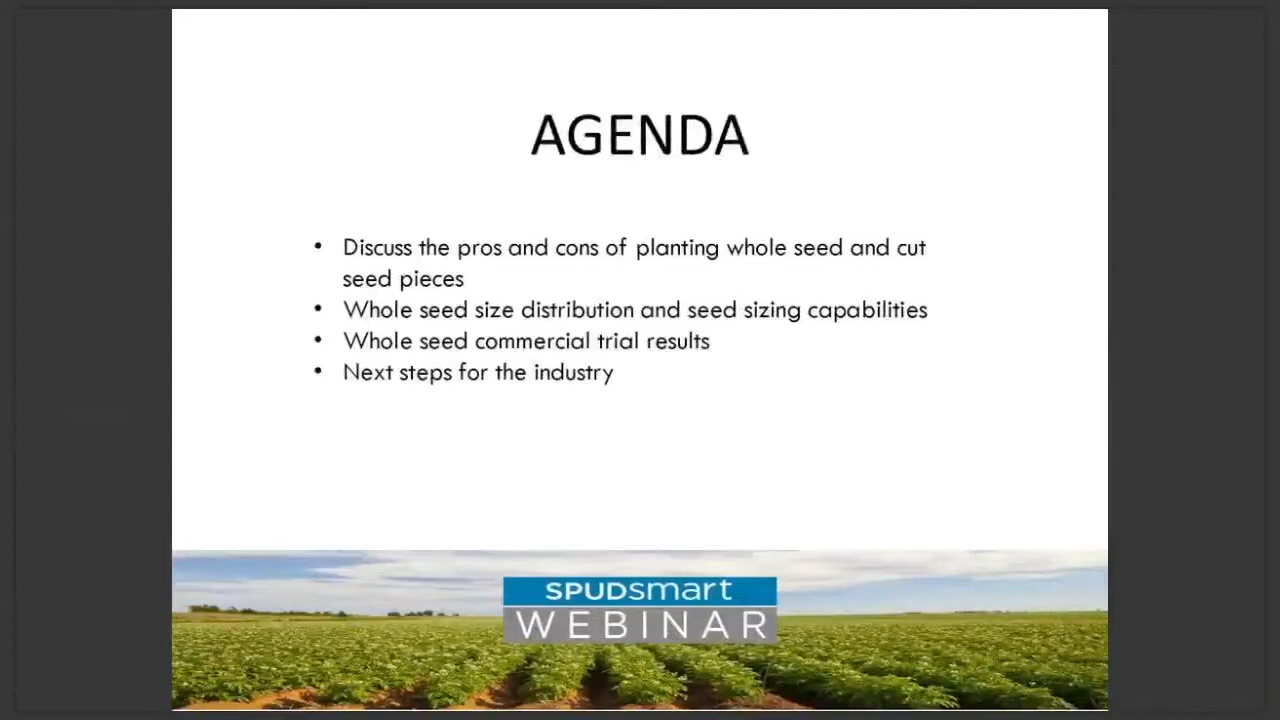 AGENDA
• Discuss the pros and cons of planting whole seed and cut
seed pieces
• Whole seed size distribution and seed sizing capabilities
• Whole seed commercial trial results
• Next steps for the industry
SPUDsmart
WEBINAR